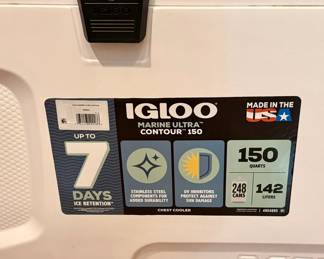 IGLOO
MARINE ULTRA™
CONTOUR™ 150
MADE IN THE
USA
UP TO
7
DAYS
ICE RETENTION
STAINLESS STEEL
COMPONENTS FOR
ADDED DURABILITY
UV INHIBITORS
PROTECT AGAINST
SUN DAMAGE
150
QUARTS
248
CANS
142
LITERS
CHEST COOLER